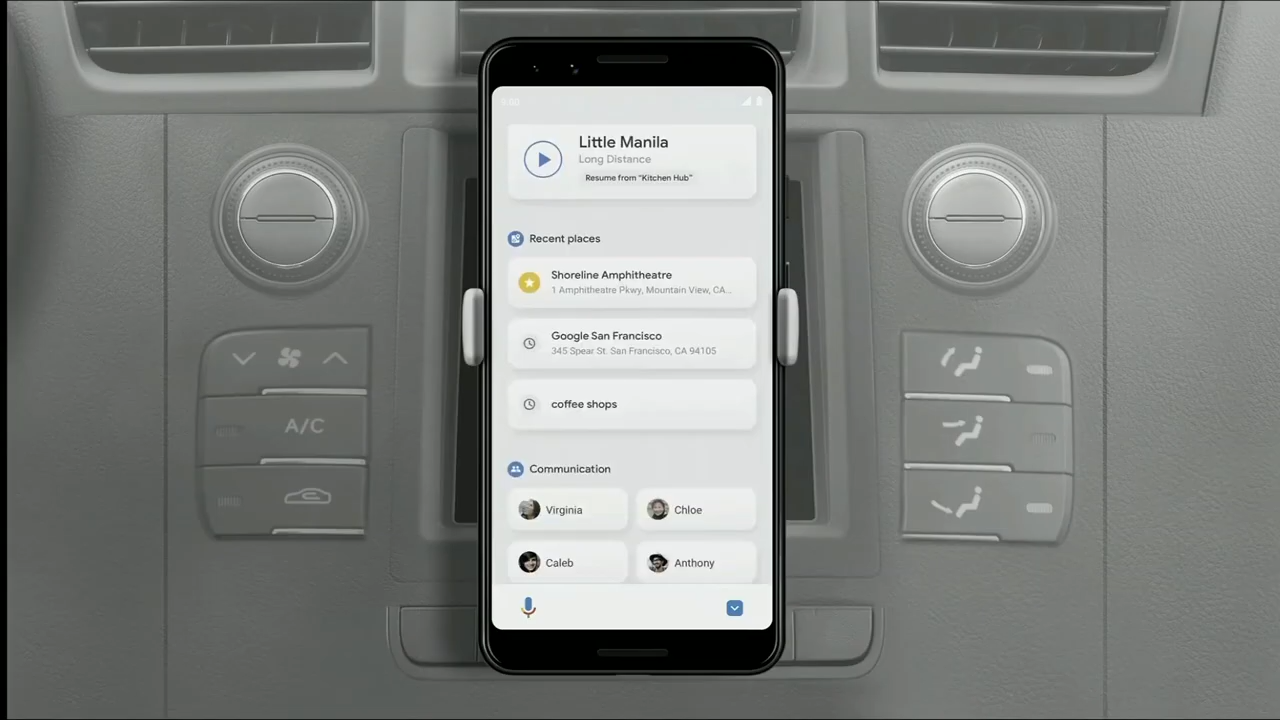 Little Manila
Long Distance
Resume from "Kitchen Hub"
Recent places
Shoreline Amphitheatre
1 Amphitheatre Pkwy, Mountain View, CA...
Google San Francisco
345 Spear St. San Francisco, CA 94105
coffee shops
Communication
Virginia
Chloe
Caleb
Anthony
A/C